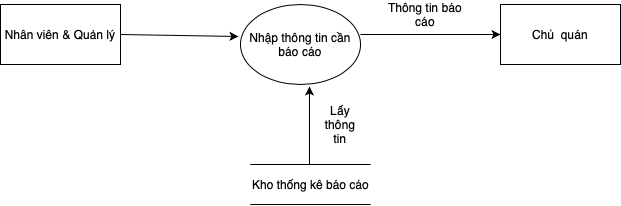 Nhân viên & Quản lý
Nhập thông tin cần
báo cáo
Thông tin báo
cáo
Chủ quán
Lấy
thông
tin
Kho thống kê báo cáo